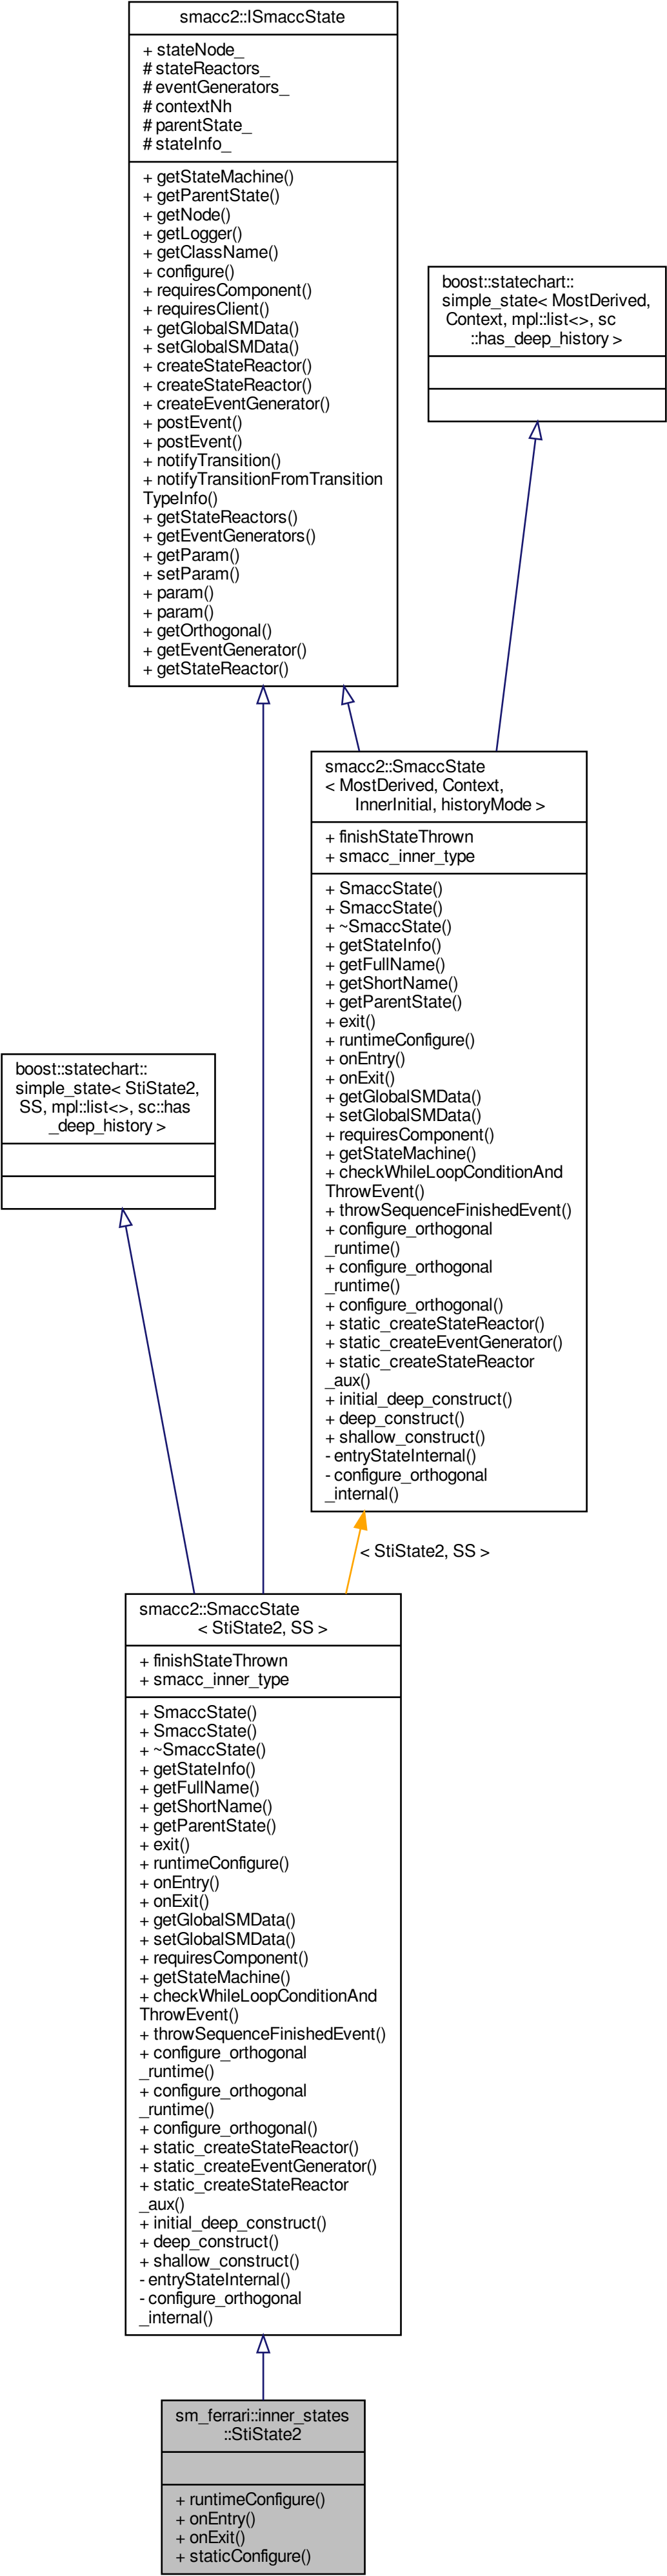 smacc2::ISmaccState
+ stateNode_
# stateReactors_
# eventGenerators_
# contextNh
# parentState_
# stateInfo_
+ getStateMachine()
+ getParentState()
+ getNode()
+ getLogger()
+ getClassName()
+ configure()
+ requiresComponent()
+ requiresClient()
+ getGlobalSMData()
+ setGlobalSMData()
+ createStateReactor()
+ createStateReactor()
+ createEventGenerator()
+ postEvent()
+ postEvent()
+ notifyTransition()
+ notifyTransitionFromTransition
TypeInfo()
+ getStateReactors()
+ getEventGenerators()
+ getParam()
+ setParam()
+ param()
+ param()
+ getOrthogonal()
+ getEventGenerator()
+ getStateReactor()
boost::statechart::
simple_state< MostDerived,
Context, mpl::list<>, sc
::has_deep_history >
smacc2::SmaccState
< MostDerived, Context,
InnerInitial, historyMode >
+ finishStateThrown
+ smacc_inner_type
+ SmaccState()
+ SmaccState()
+ ~SmaccState()
+ getStateInfo()
+ getFullName()
+ getShortName()
+ getParentState()
+ exit()
+ runtimeConfigure()
+ onEntry()
+ onExit()
+ getGlobalSMData()
+ setGlobalSMData()
+ requiresComponent()
+ getStateMachine()
+ checkWhileLoopConditionAnd
ThrowEvent()
+ throwSequenceFinishedEvent()
+ configure_orthogonal
_runtime()
+ configure_orthogonal
_runtime()
+ configure_orthogonal()
+ static_createStateReactor()
+ static_createEventGenerator()
+ static_createStateReactor
_aux()
+ initial_deep_construct()
+ deep_construct()
+ shallow_construct()
- entryStateInternal()
- configure_orthogonal
_internal()
boost::statechart::
simple_state< StiState2,
SS, mpl::list<>, sc::has
_deep_history >
< StiState2, SS >
smacc2::SmaccState
< StiState2, SS >
+ finishStateThrown
+ smacc_inner_type
+ SmaccState()
+ SmaccState()
+ ~SmaccState()
+ getStateInfo()
+ getFullName()
+ getShortName()
+ getParentState()
+ exit()
+ runtimeConfigure()
+ onEntry()
+ onExit()
+ getGlobalSMData()
+ setGlobalSMData()
+ requiresComponent()
+ getStateMachine()
+ checkWhileLoopConditionAnd
ThrowEvent()
+ throwSequenceFinishedEvent()
+ configure_orthogonal
_runtime()
+ configure_orthogonal
_runtime()
+ configure_orthogonal()
+ static_createStateReactor()
+ static_createEventGenerator()
+ static_createStateReactor
_aux()
+ initial_deep_construct()
+ deep_construct()
+ shallow_construct()
- entryStateInternal()
- configure_orthogonal
_internal()
sm_ferrari::inner_states
::StiState2
+ runtimeConfigure()
+ onEntry()
+ onExit()
+ staticConfigure()